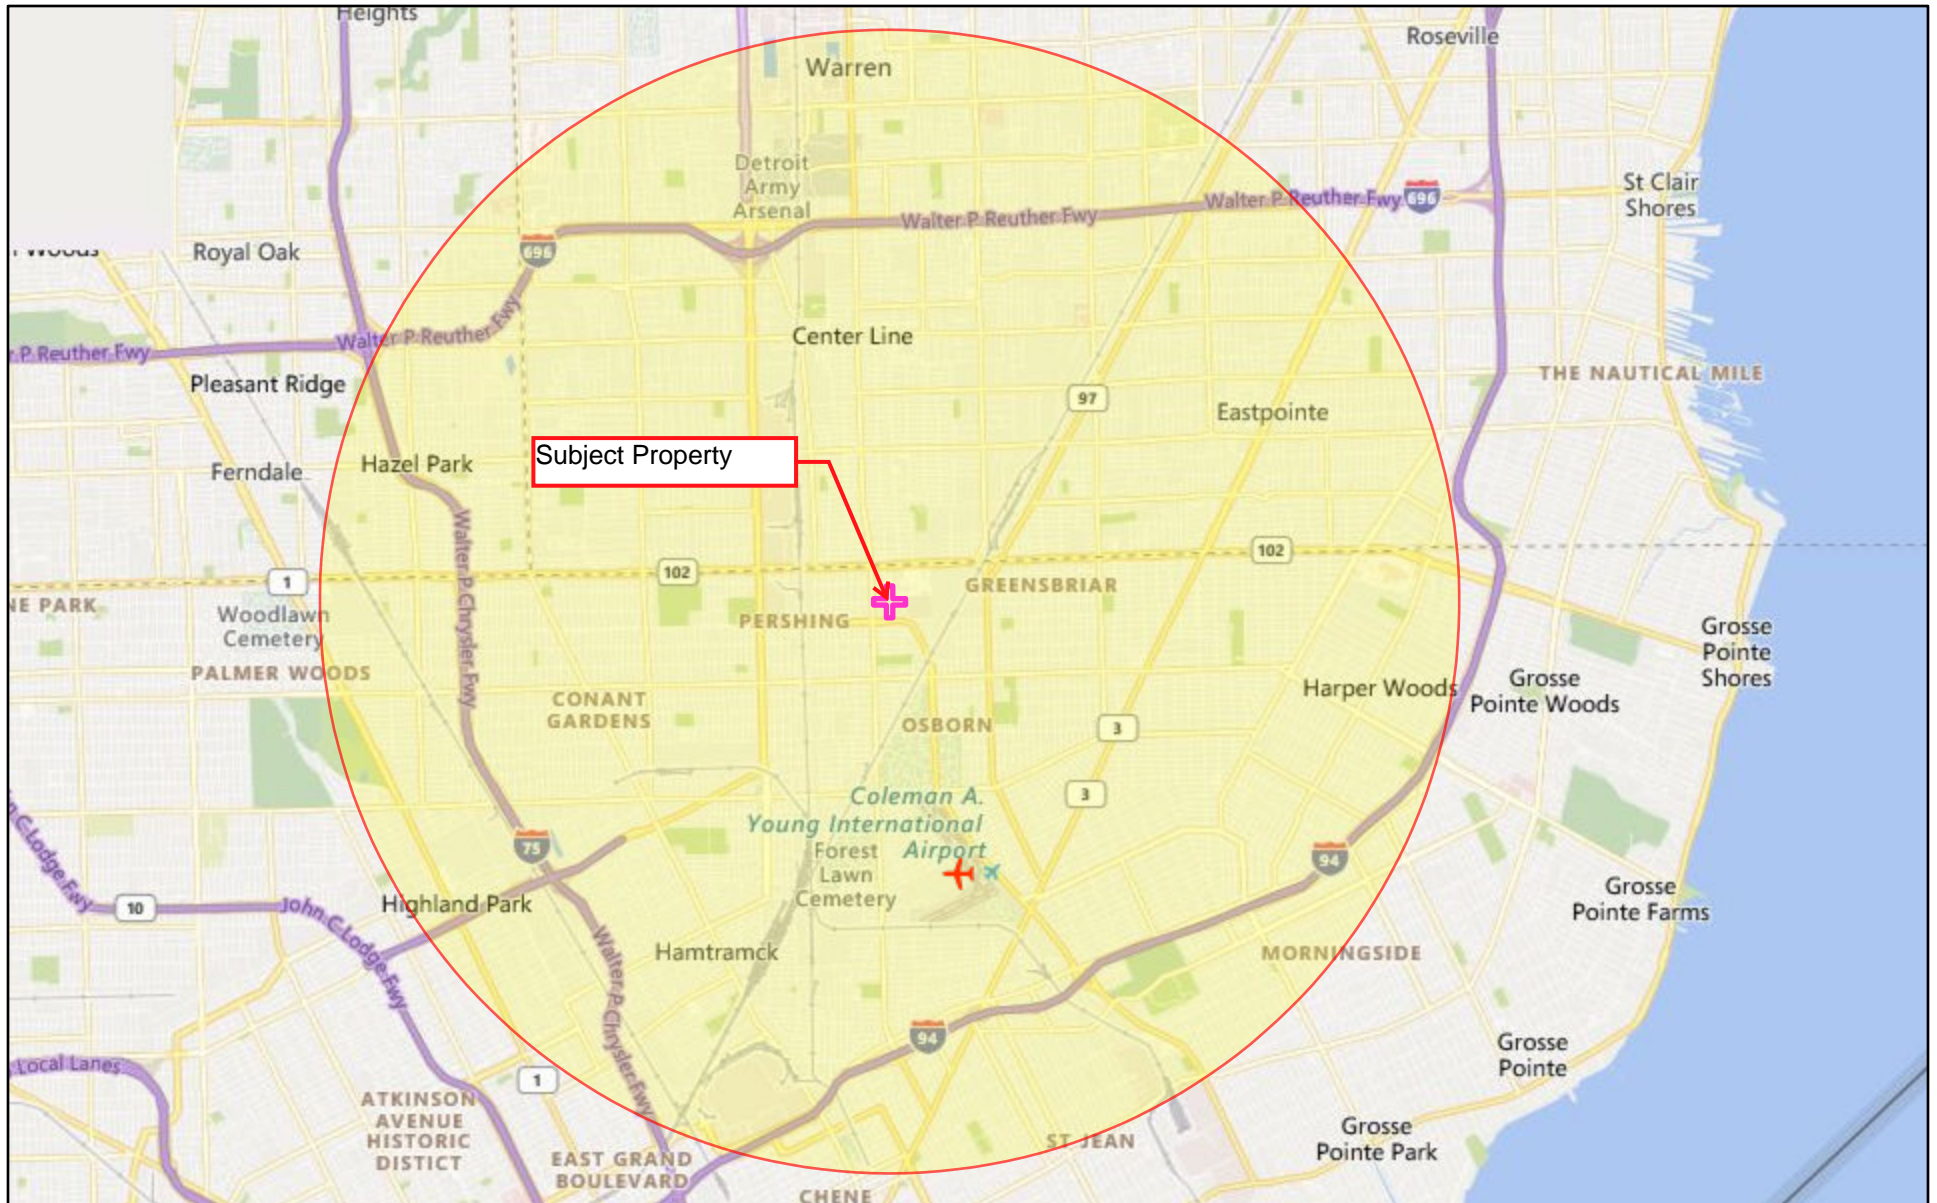 Heights
Roseville
Warren
Detroit
Army
Arsenal
St Clair
Shores
Walter P Reuther Fwy
696
Walter P Reuther Fwy
Royal Oak
696
Walter P Reuther Fwy
Center Line
P Reuther Fwy
Pleasant Ridge
THE NAUTICAL MILE
97
Eastpointe
Subject Property
Hazel Park
Ferndale
Walter P Chrysler Fwy
102
102
1
GREENSBRIAR
NE PARK
Woodlawn
Cemetery
PERSHING
Grosse
Pointe
Shores
PALMER WOODS
Harper Woods
Grosse
Pointe Woods
CONANT
GARDENS
OSBORN
3
3
Coleman A.
Young International
Airport
Forest
Lawn
Cemetery
75
94
C Lodge Fwy
10
John C Lodge Fwy
Highland Park
Grosse
Pointe Farms
Hamtramck
MORNINGSIDE
Walter P Chrysler Fwy
94
Grosse
Pointe
Local Lanes
1
ATKINSON
AVENUE
HISTORIC
DISTICT
ST JEAN
Grosse
Pointe Park
EAST GRAND
BOULEVARD
CHENE